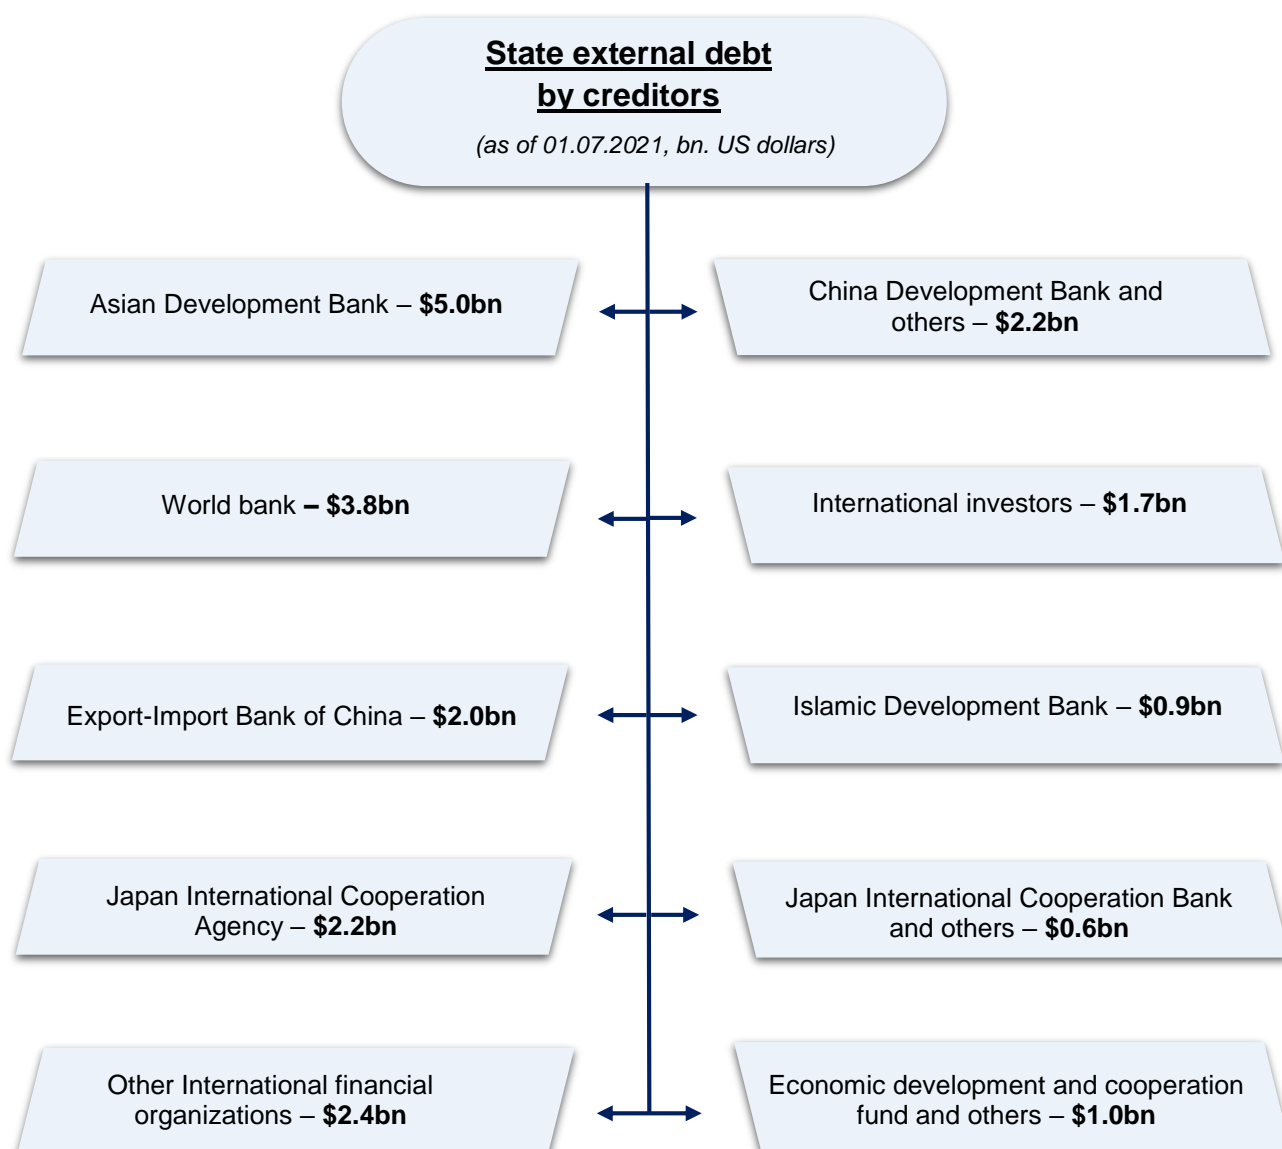 State external debt
by creditors
(as of 01.07.2021, bn. US dollars)
Asian Development Bank – $5.0bn
China Development Bank and
others – $2.2bn
World bank – $3.8bn
International investors – $1.7bn
Export-Import Bank of China – $2.0bn
Islamic Development Bank – $0.9bn
Japan International Cooperation
Agency – $2.2bn
Japan International Cooperation Bank
and others – $0.6bn
Other International financial
organizations – $2.4bn
Economic development and cooperation
fund and others – $1.0bn